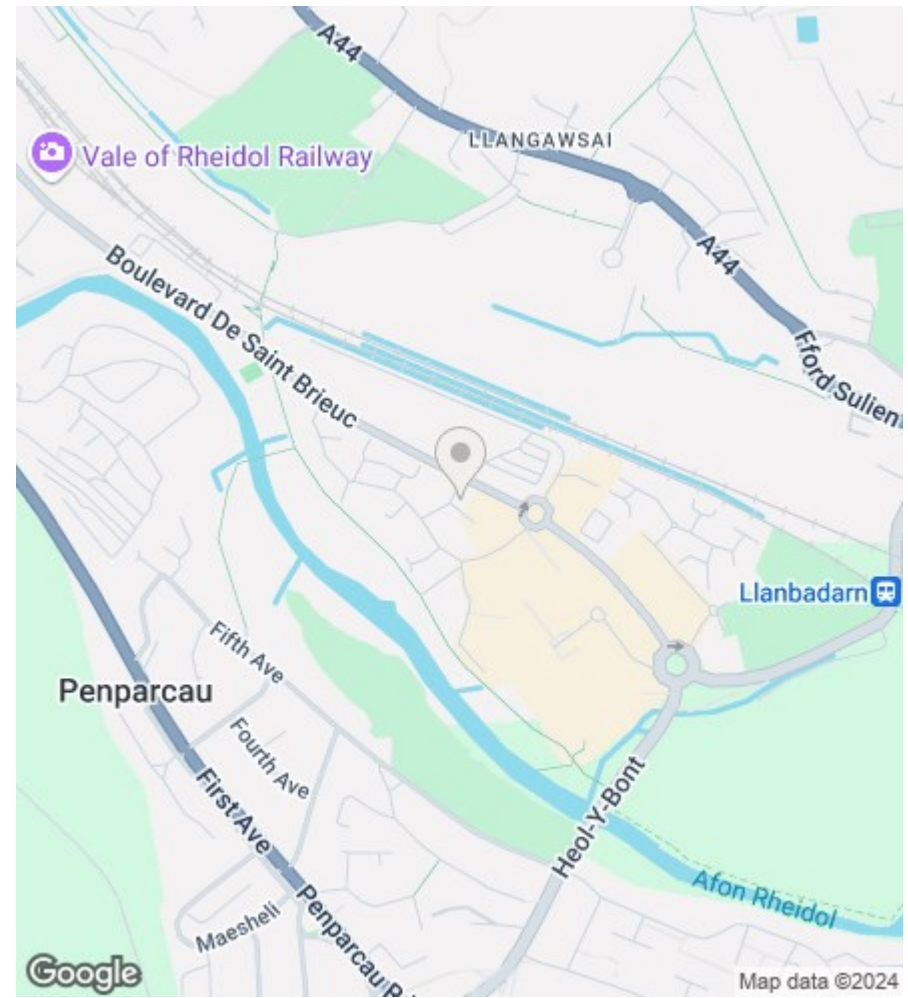 A44
LLANGAWSAI
Vale of Rheidol Railway
A44
Boulevard De Saint Brieuc
Fford Sulien
Llanbadarn
Fifth Ave
Penparcau
Fourth Ave
First Ave
Heol-Y-Bont
Afon Rheidol
Maesheli
Penparcau
Google
Map data ©2024